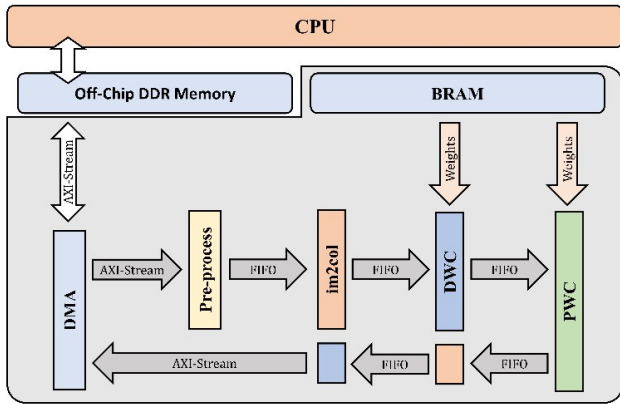 CPU
Off-Chip DDR Memory
BRAM
AXI-Stream
Weights
Weights
DMA
AXI-Stream
Pre-process
FIFO
im2col
FIFO
DWC
FIFO
PWC
AXI-Stream
FIFO
FIFO